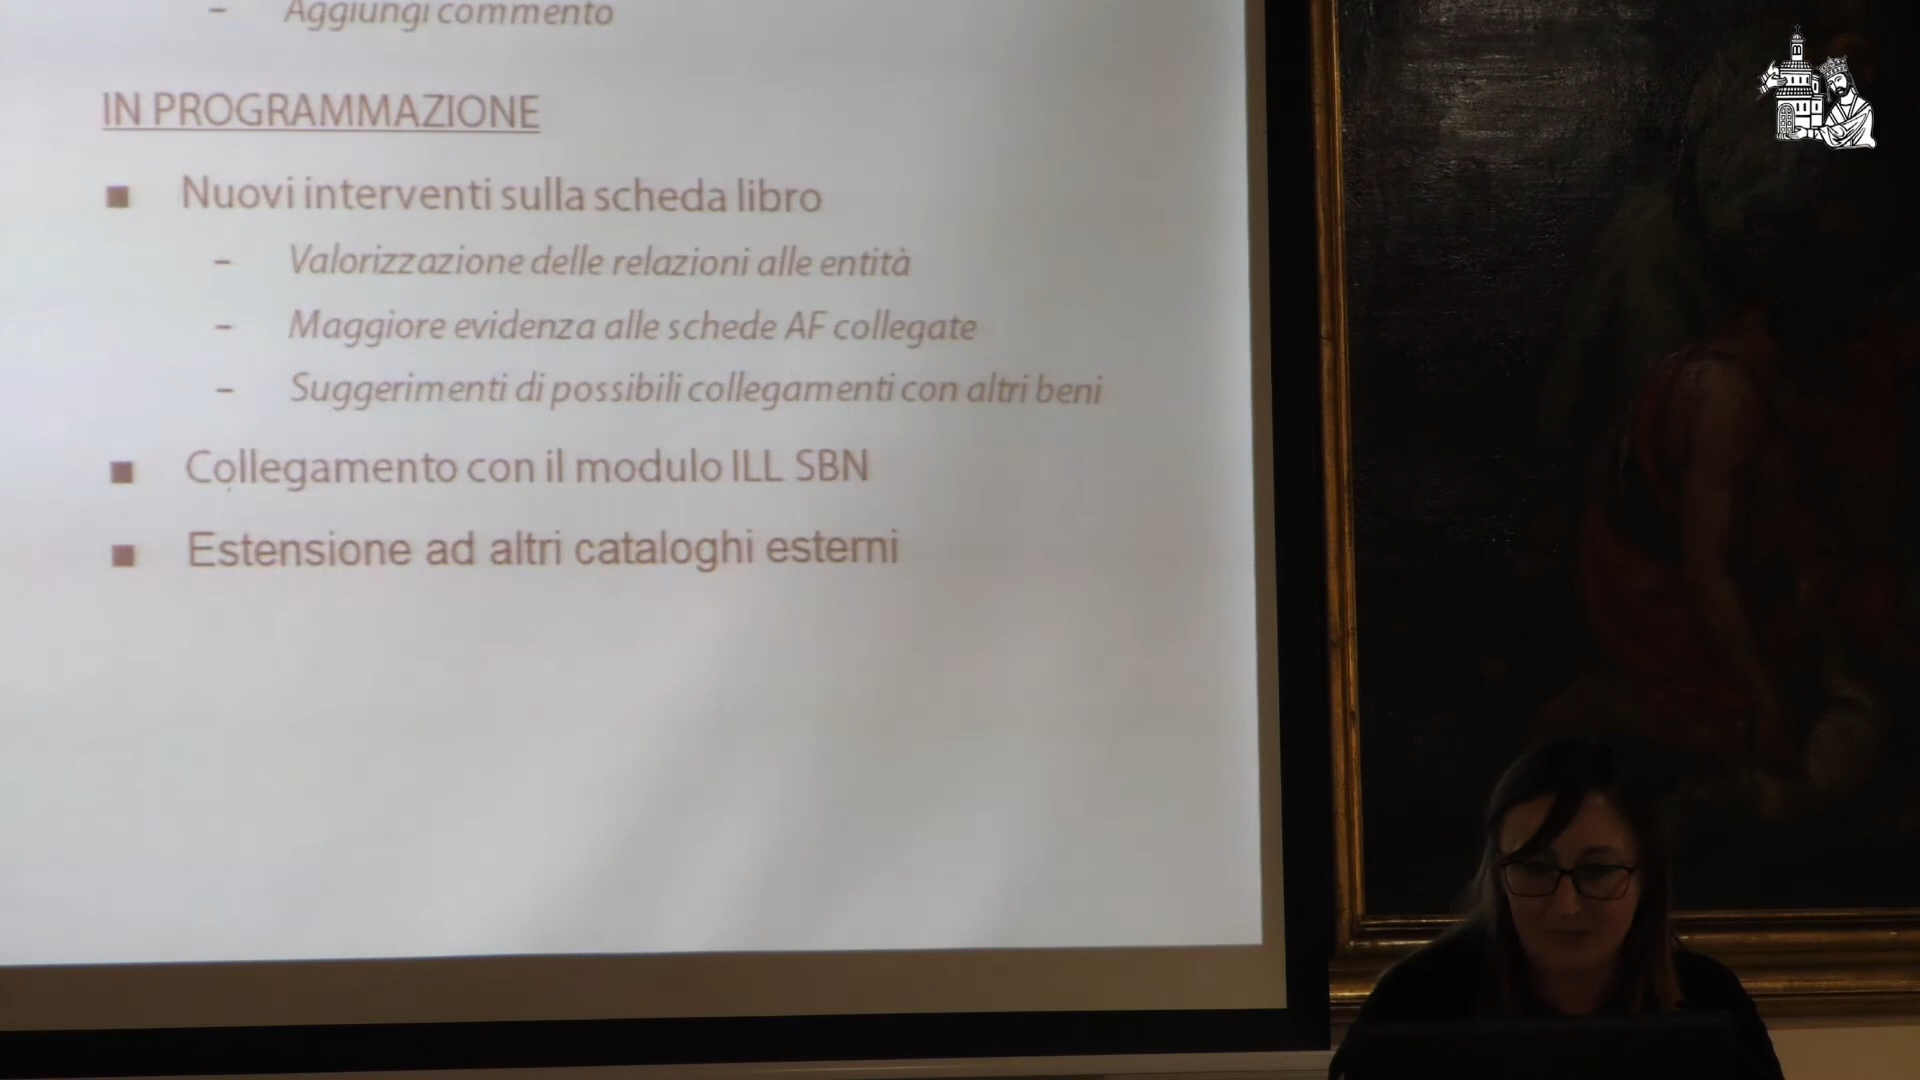 – Aggiungi commento
IN PROGRAMMAZIONE
■ Nuovi interventi sulla scheda libro
– Valorizzazione delle relazioni alle entità
– Maggiore evidenza alle schede AF collegate
– Suggerimenti di possibili collegamenti con altri beni
■ Collegamento con il modulo ILL SBN
■ Estensione ad altri cataloghi esterni